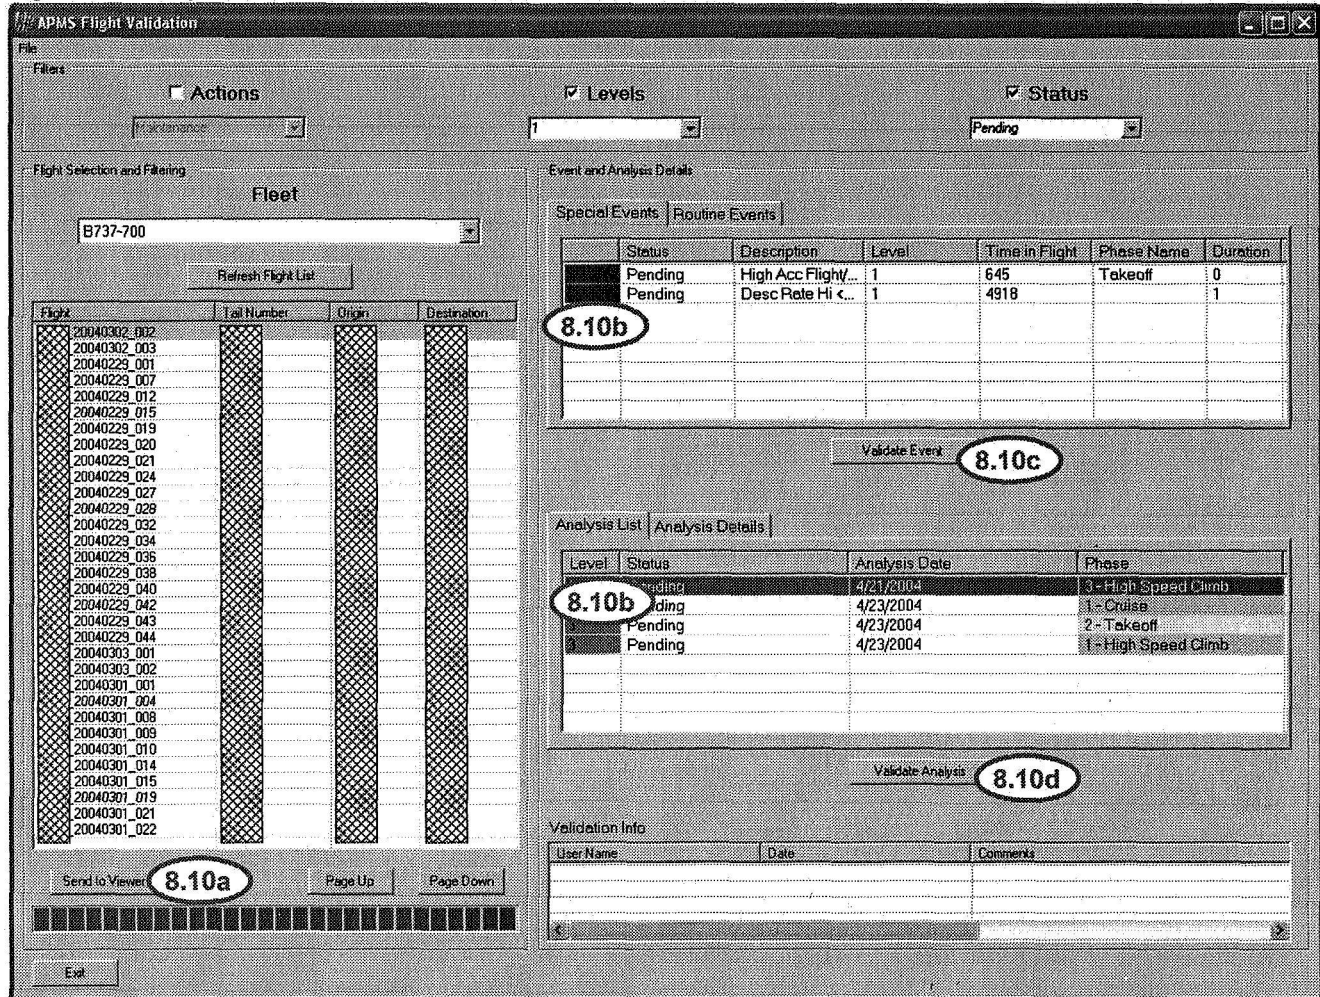 APMS Flight Validation
File
Filters
Actions
Levels
Status
Maintenance
1
Pending
Flight Selection and Filtering
Fleet
B737-700
Refresh Flight List
Flight Tail Number Origin Destination
20040302_002
20040302_003
20040229_001
20040229_007
20040229_012
20040229_015
20040229_019
20040229_020
20040229_021
20040229_024
20040229_027
20040229_028
20040229_032
20040229_034
20040229_036
20040229_038
20040229_040
20040229_042
20040229_043
20040229_044
20040303_001
20040303_002
20040301_001
20040301_004
20040301_008
20040301_009
20040301_010
20040301_014
20040301_015
20040301_019
20040301_021
20040301_022
Send to Viewer 8.10a Page Up Page Down
Exit
Event and Analysis Details
Special Events Routine Events
Status Description Level Time in Flight Phase Name Duration
Pending High Acc Flight/... 1 645 Takeoff 0
Pending Desc Rate Hi <... 1 4918 1
8.10b
Validate Event 8.10c
Analysis List Analysis Details
Level Status Analysis Date Phase
Pending 4/21/2004 3 - High Speed Climb
8.10b
Pending 4/23/2004 1 - Cruise
Pending 4/23/2004 2 - Takeoff
3 Pending 4/23/2004 1 - High Speed Climb
Validate Analysis 8.10d
Validation Info
User Name Date Comments